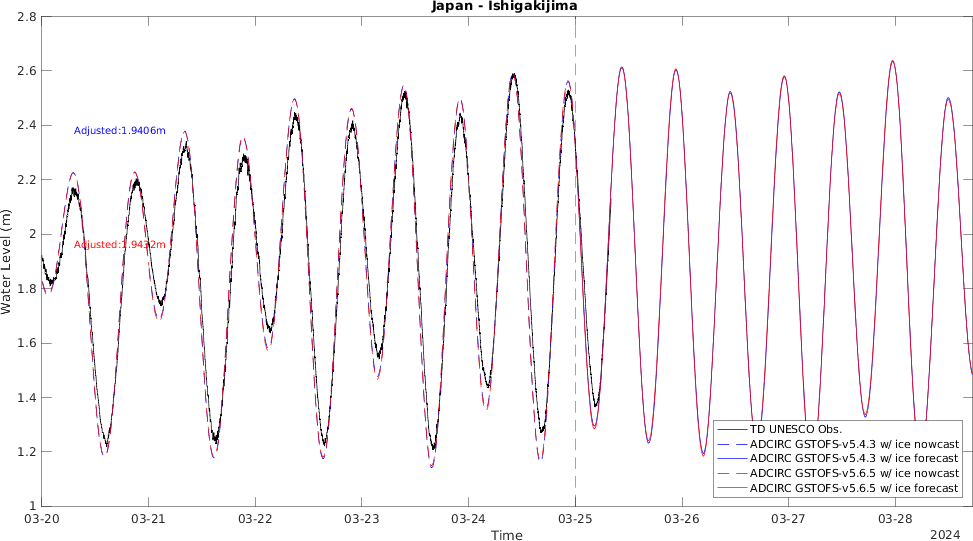 Japan - Ishigakijima
2.8
2.6
2.4
2.2
2
1.8
1.6
1.4
1.2
1
Water Level (m)
Adjusted:1.9406m
Adjusted:1.9432m
TD UNESCO Obs.
ADCIRC GSTOFS-v5.4.3 w/ ice nowcast
ADCIRC GSTOFS-v5.4.3 w/ ice forecast
ADCIRC GSTOFS-v5.6.5 w/ ice nowcast
ADCIRC GSTOFS-v5.6.5 w/ ice forecast
03-20 03-21 03-22 03-23 03-24 03-25 03-26 03-27 03-28
Time
2024